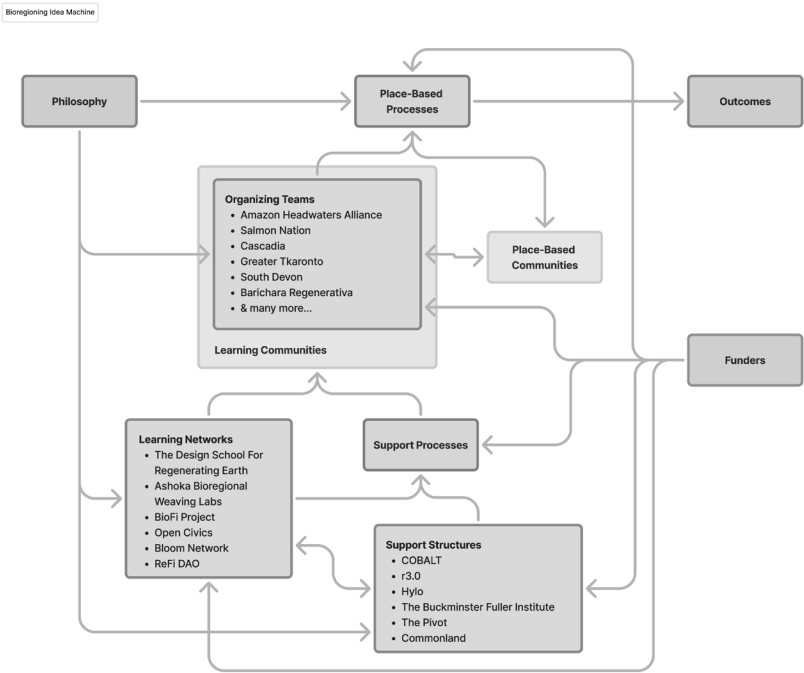 Bioregioning Idea Machine
Philosophy
Place-Based
Processes
Outcomes
Organizing Teams
• Amazon Headwaters Alliance
• Salmon Nation
• Cascadia
• Greater Tkaronto
• South Devon
• Barichara Regenerativa
• & many more...
Learning Communities
Place-Based
Communities
Funders
Learning Networks
• The Design School For
Regenerating Earth
• Ashoka Bioregional
Weaving Labs
• BioFi Project
• Open Civics
• Bloom Network
• ReFi DAO
Support Processes
Support Structures
• COBALT
• r3.0
• Hylo
• The Buckminster Fuller Institute
• The Pivot
• Commonland